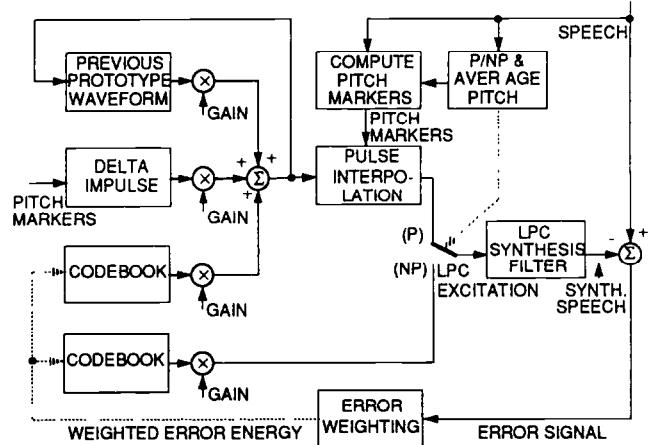 SPEECH
PREVIOUS
PROTOTYPE
WAVEFORM
×
GAIN
COMPUTE
PITCH
MARKERS
P/NP &
AVERAGE
PITCH
PITCH
MARKERS
DELTA
IMPULSE
PITCH
MARKERS
×
GAIN
+
+
+
Σ
PULSE
INTERPO-
LATION
(P)
(NP)
LPC
EXCITATION
LPC
SYNTHESIS
FILTER
-
+
Σ
SYNTH.
SPEECH
CODEBOOK
×
GAIN
CODEBOOK
×
GAIN
ERROR
WEIGHTING
WEIGHTED ERROR ENERGY
ERROR SIGNAL